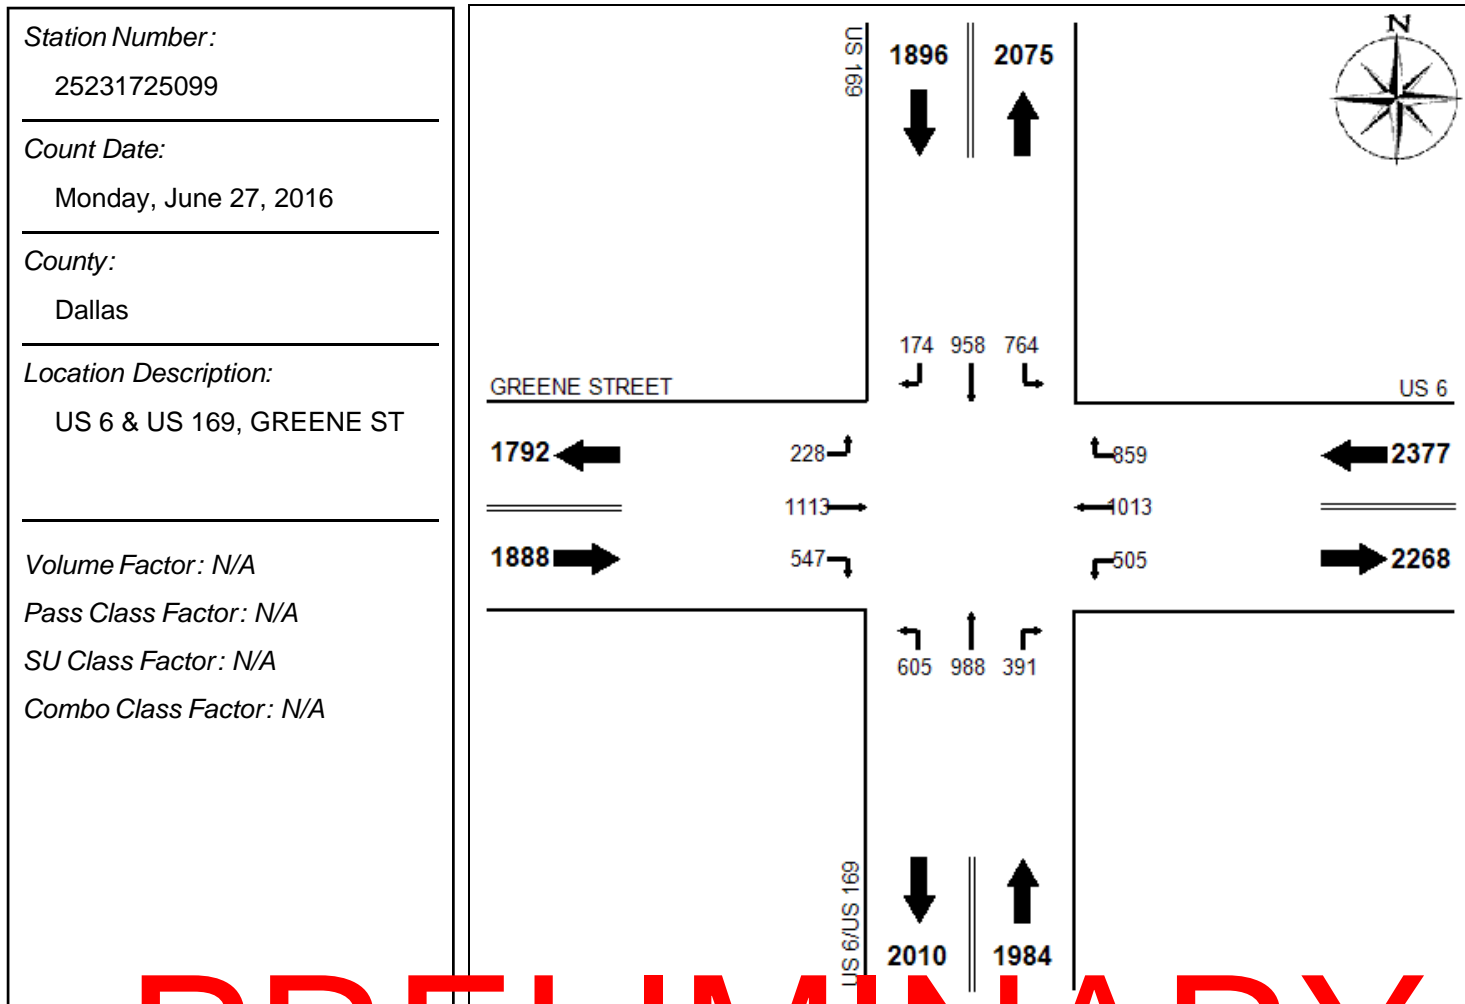 Station Number:
25231725099
Count Date:
Monday, June 27, 2016
County:
Dallas
Location Description:
US 6 & US 169, GREENE ST
Volume Factor: N/A
Pass Class Factor: N/A
SU Class Factor: N/A
Combo Class Factor: N/A
N
US 169
1896 2075
174 958 764
GREENE STREET
US 6
1792 228 859 2377
1113 1013
1888 547 505 2268
605 988 391
US 6/US 169
2010 1984
PRELIMINARY